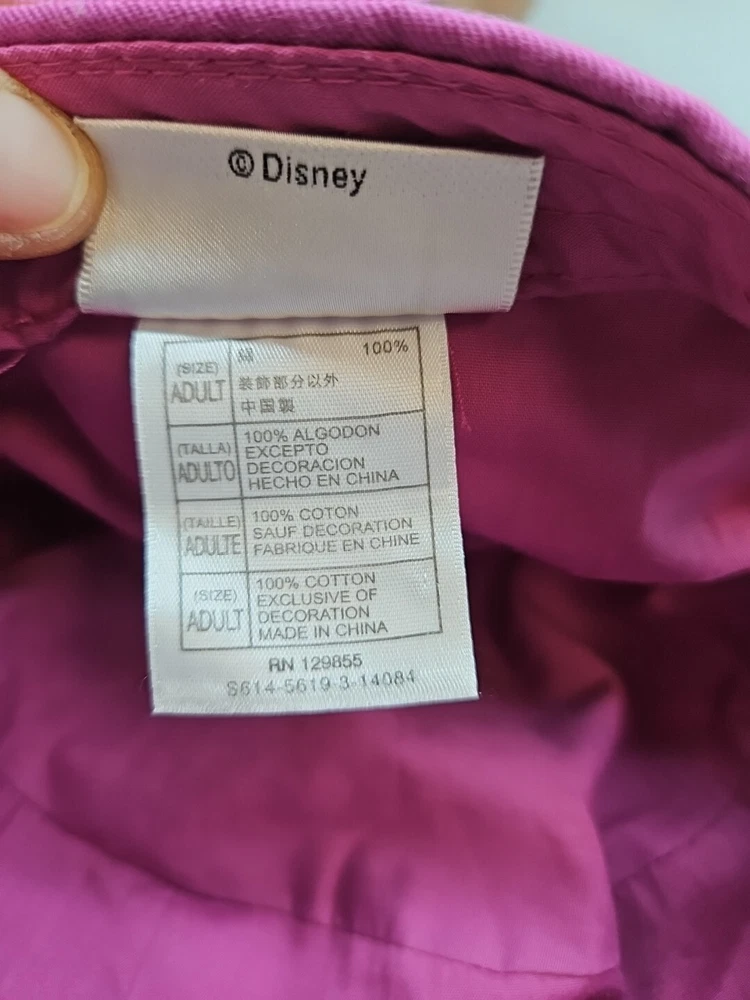 ©Disney
(SIZE)
ADULT
綿 100%
装飾部分以外
中国製
(TALLA)
ADULTO
100% ALGODON
EXCEPTO
DECORACION
HECHO EN CHINA
(TAILLE)
ADULTE
100% COTON
SAUF DECORATION
FABRIQUE EN CHINE
(SIZE)
ADULT
100% COTTON
EXCLUSIVE OF
DECORATION
MADE IN CHINA
RN 129855
S614-5619-3-14084